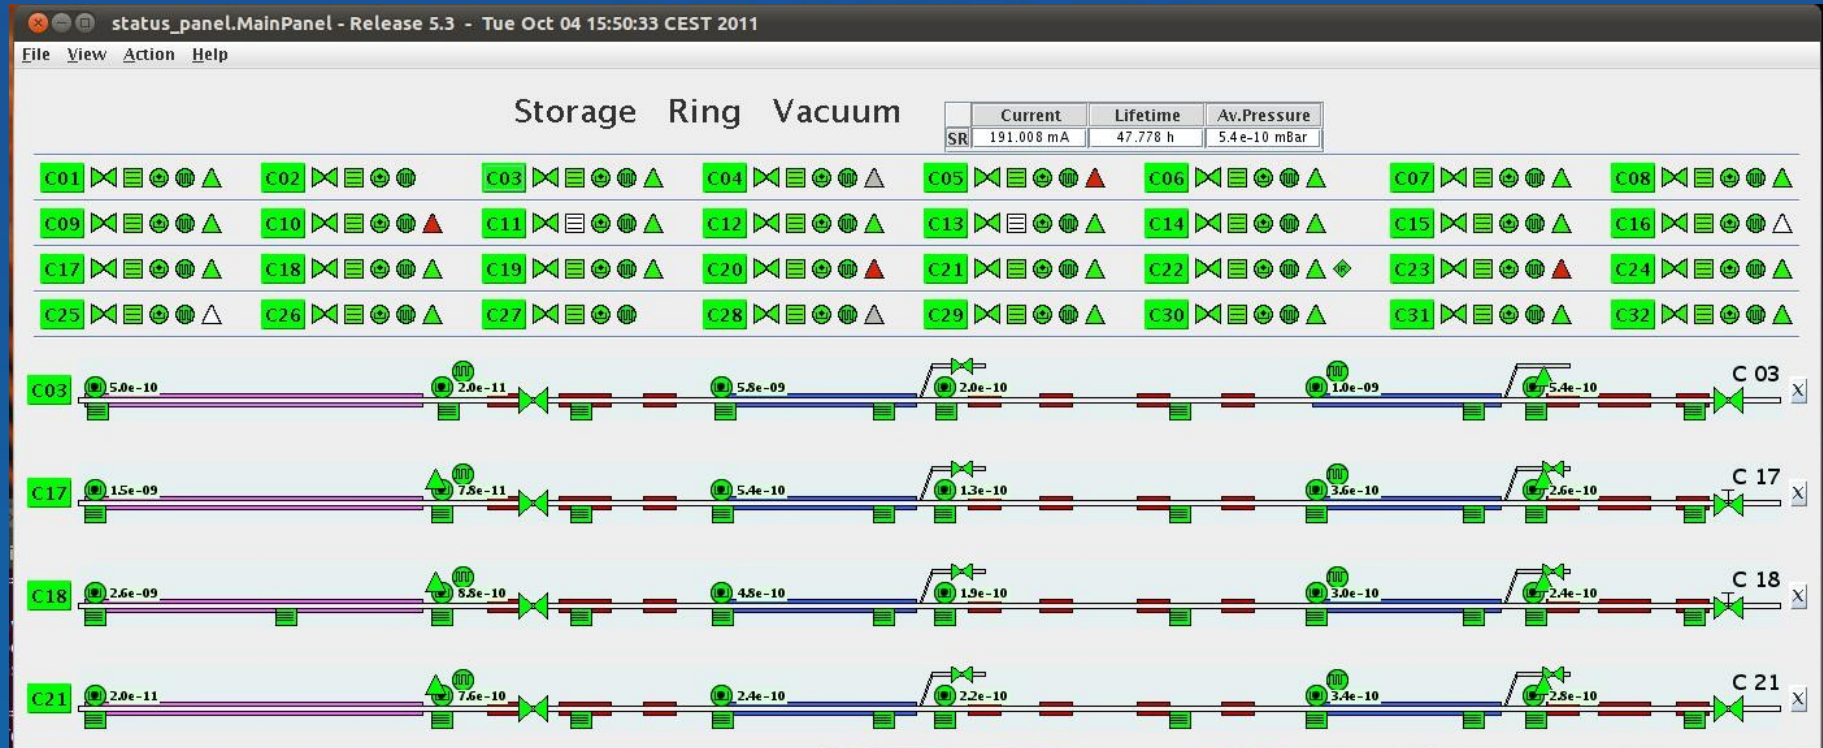 status_panel.MainPanel - Release 5.3 - Tue Oct 04 15:50:33 CEST 2011
File View Action Help
Storage Ring Vacuum
Current Lifetime Av.Pressure
SR 191.008 mA 47.778 h 5.4e-10 mBar
C01 C02 C03 C04 C05 C06 C07 C08
C09 C10 C11 C12 C13 C14 C15 C16
C17 C18 C19 C20 C21 C22 IR C23 C24
C25 C26 C27 C28 C29 C30 C31 C32
C03 5.0e-10 2.0e-11 5.8e-09 2.0e-10 1.0e-09 5.4e-10 C 03 X
C17 1.5e-09 7.8e-11 5.4e-10 1.3e-10 3.6e-10 2.6e-10 C 17 X
C18 2.6e-09 8.8e-10 4.8e-10 1.9e-10 3.0e-10 2.4e-10 C 18 X
C21 2.0e-11 7.6e-10 2.4e-10 2.2e-10 3.4e-10 2.8e-10 C 21 X